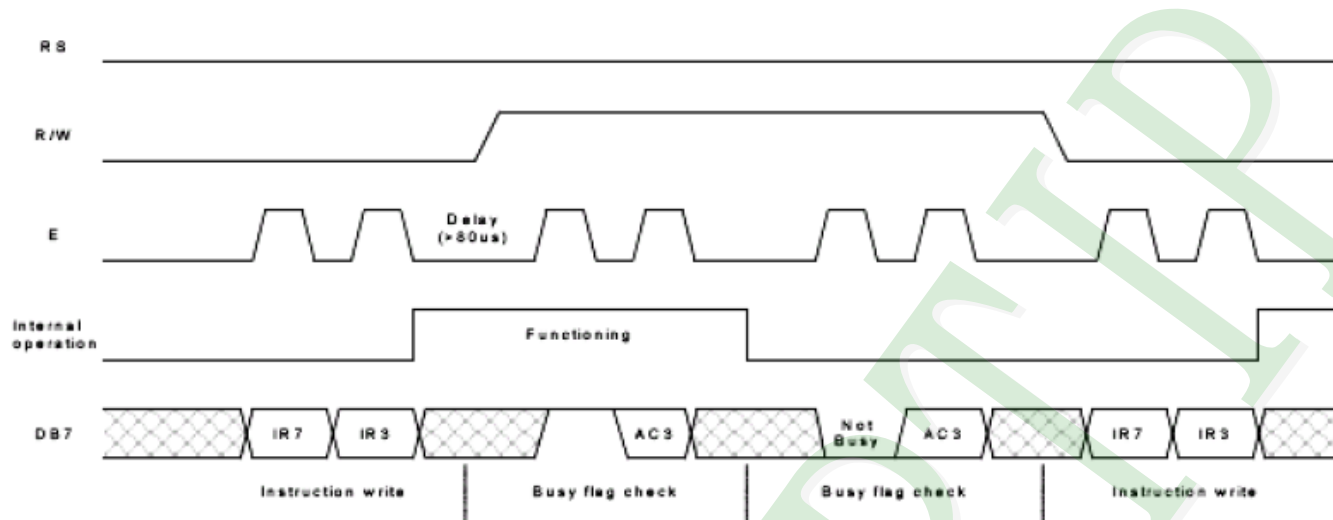 RS
R/W
E
Delay
(>80us)
Internal
operation
Functioning
DB7
IR7
IR3
AC3
Not
Busy
AC3
IR7
IR3
Instruction write
Busy flag check
Busy flag check
Instruction write